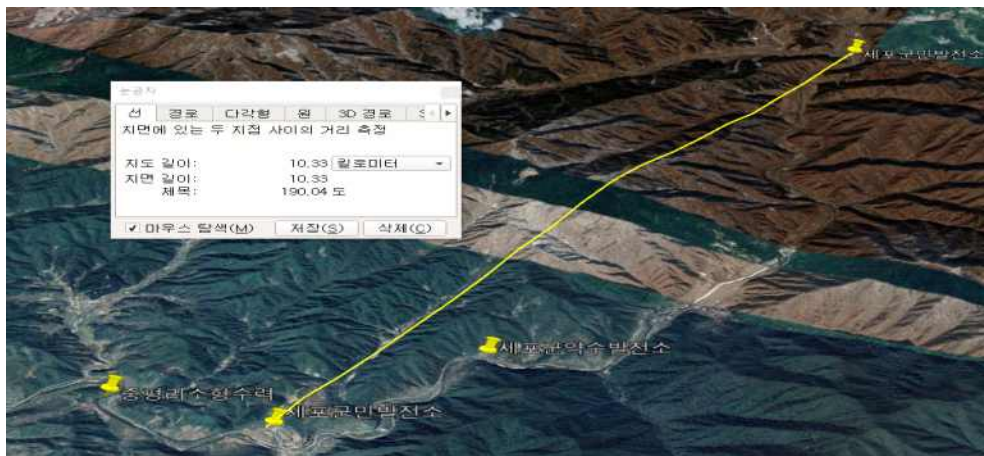 세포군민발전소
눈금자
선 경로 다각형 원 3D 경로
지면에 있는 두 지점 사이의 거리 측정
지도 길이: 10.33 킬로미터
지면 길이: 10.33
제목: 190.04 도
마우스 탐색(M) 저장(S) 삭제(C)
세포군약수발전소
중평리소형수력
세포군민발전소